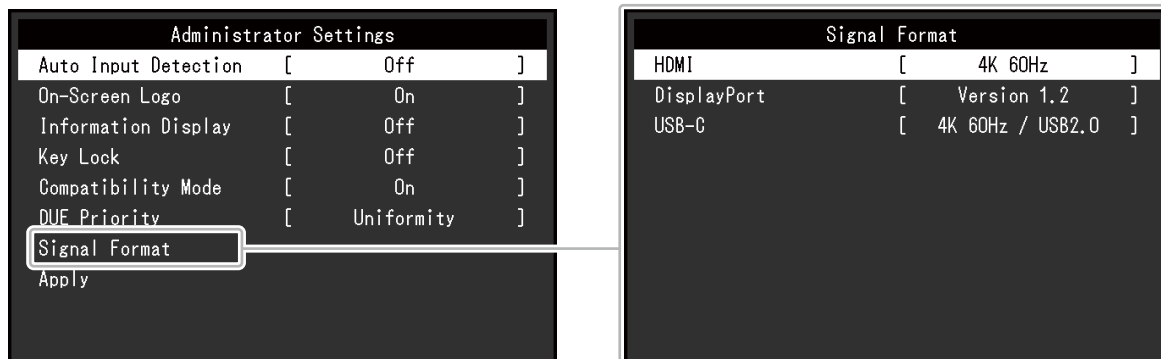 Administrator Settings
Auto Input Detection [ Off ]
On-Screen Logo [ On ]
Information Display [ Off ]
Key Lock [ Off ]
Compatibility Mode [ On ]
DUE Priority [ Uniformity ]
Signal Format
Apply
Signal Format
HDMI [ 4K 60Hz ]
DisplayPort [ Version 1.2 ]
USB-C [ 4K 60Hz / USB2.0 ]